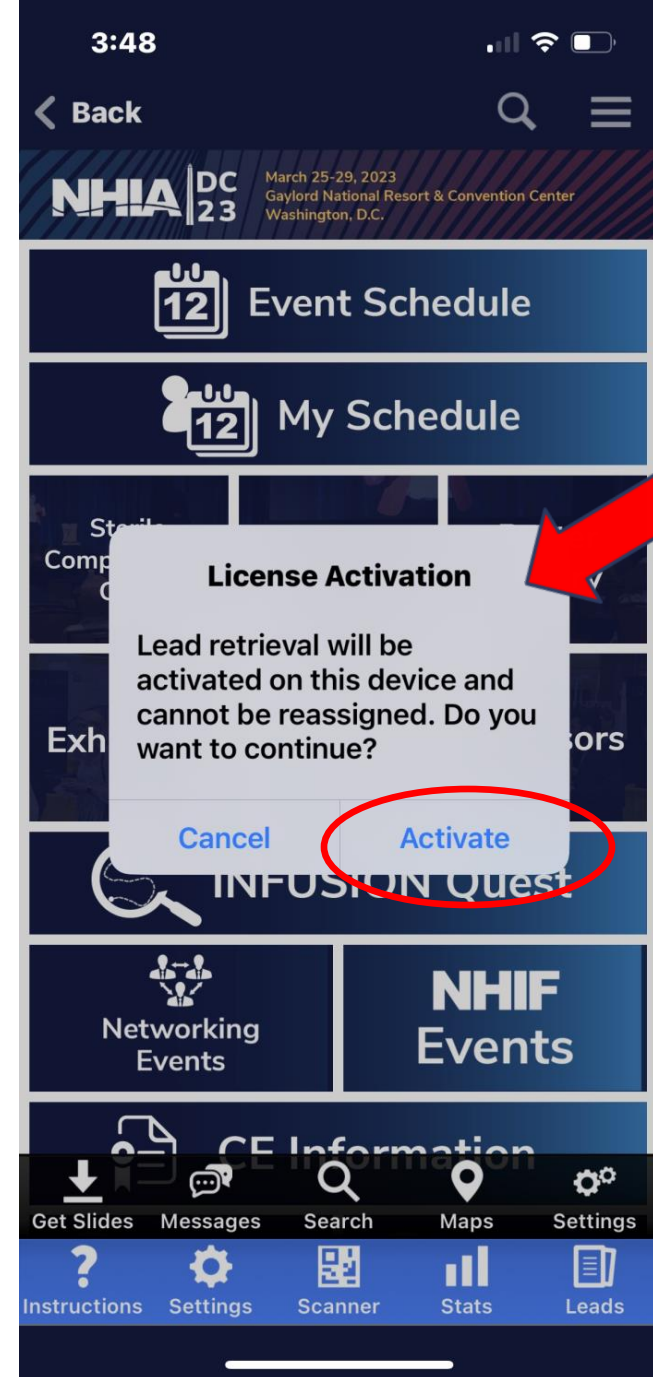 3:48
Back
NHIA DC 23
March 25-29, 2023
Gaylord National Resort & Convention Center
Washington, D.C.
12 Event Schedule
12 My Schedule
License Activation
Lead retrieval will be
activated on this device and
cannot be reassigned. Do you
want to continue?
Cancel Activate
INFUSION Quest
Networking
Events
NHIF
Events
CE Information
Get Slides Messages Search Maps Settings
? Instructions Settings Scanner Stats Leads